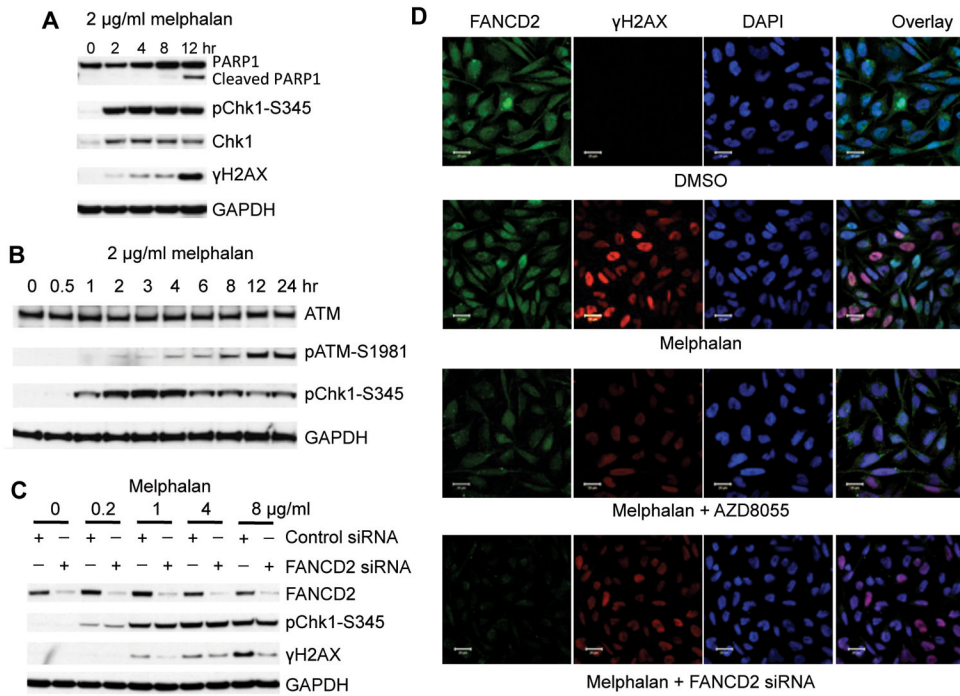 A
2 µg/ml melphalan
0 2 4 8 12 hr
PARP1
Cleaved PARP1
pChk1-S345
Chk1
γH2AX
GAPDH
B
2 µg/ml melphalan
0 0.5 1 2 3 4 6 8 12 24 hr
ATM
pATM-S1981
pChk1-S345
GAPDH
C
Melphalan
0 0.2 1 4 8 µg/ml
+ – + – + – + – + – Control siRNA
– + – + – + – + – + FANCD2 siRNA
FANCD2
pChk1-S345
γH2AX
GAPDH
D
FANCD2 γH2AX DAPI Overlay
DMSO
Melphalan
Melphalan + AZD8055
Melphalan + FANCD2 siRNA